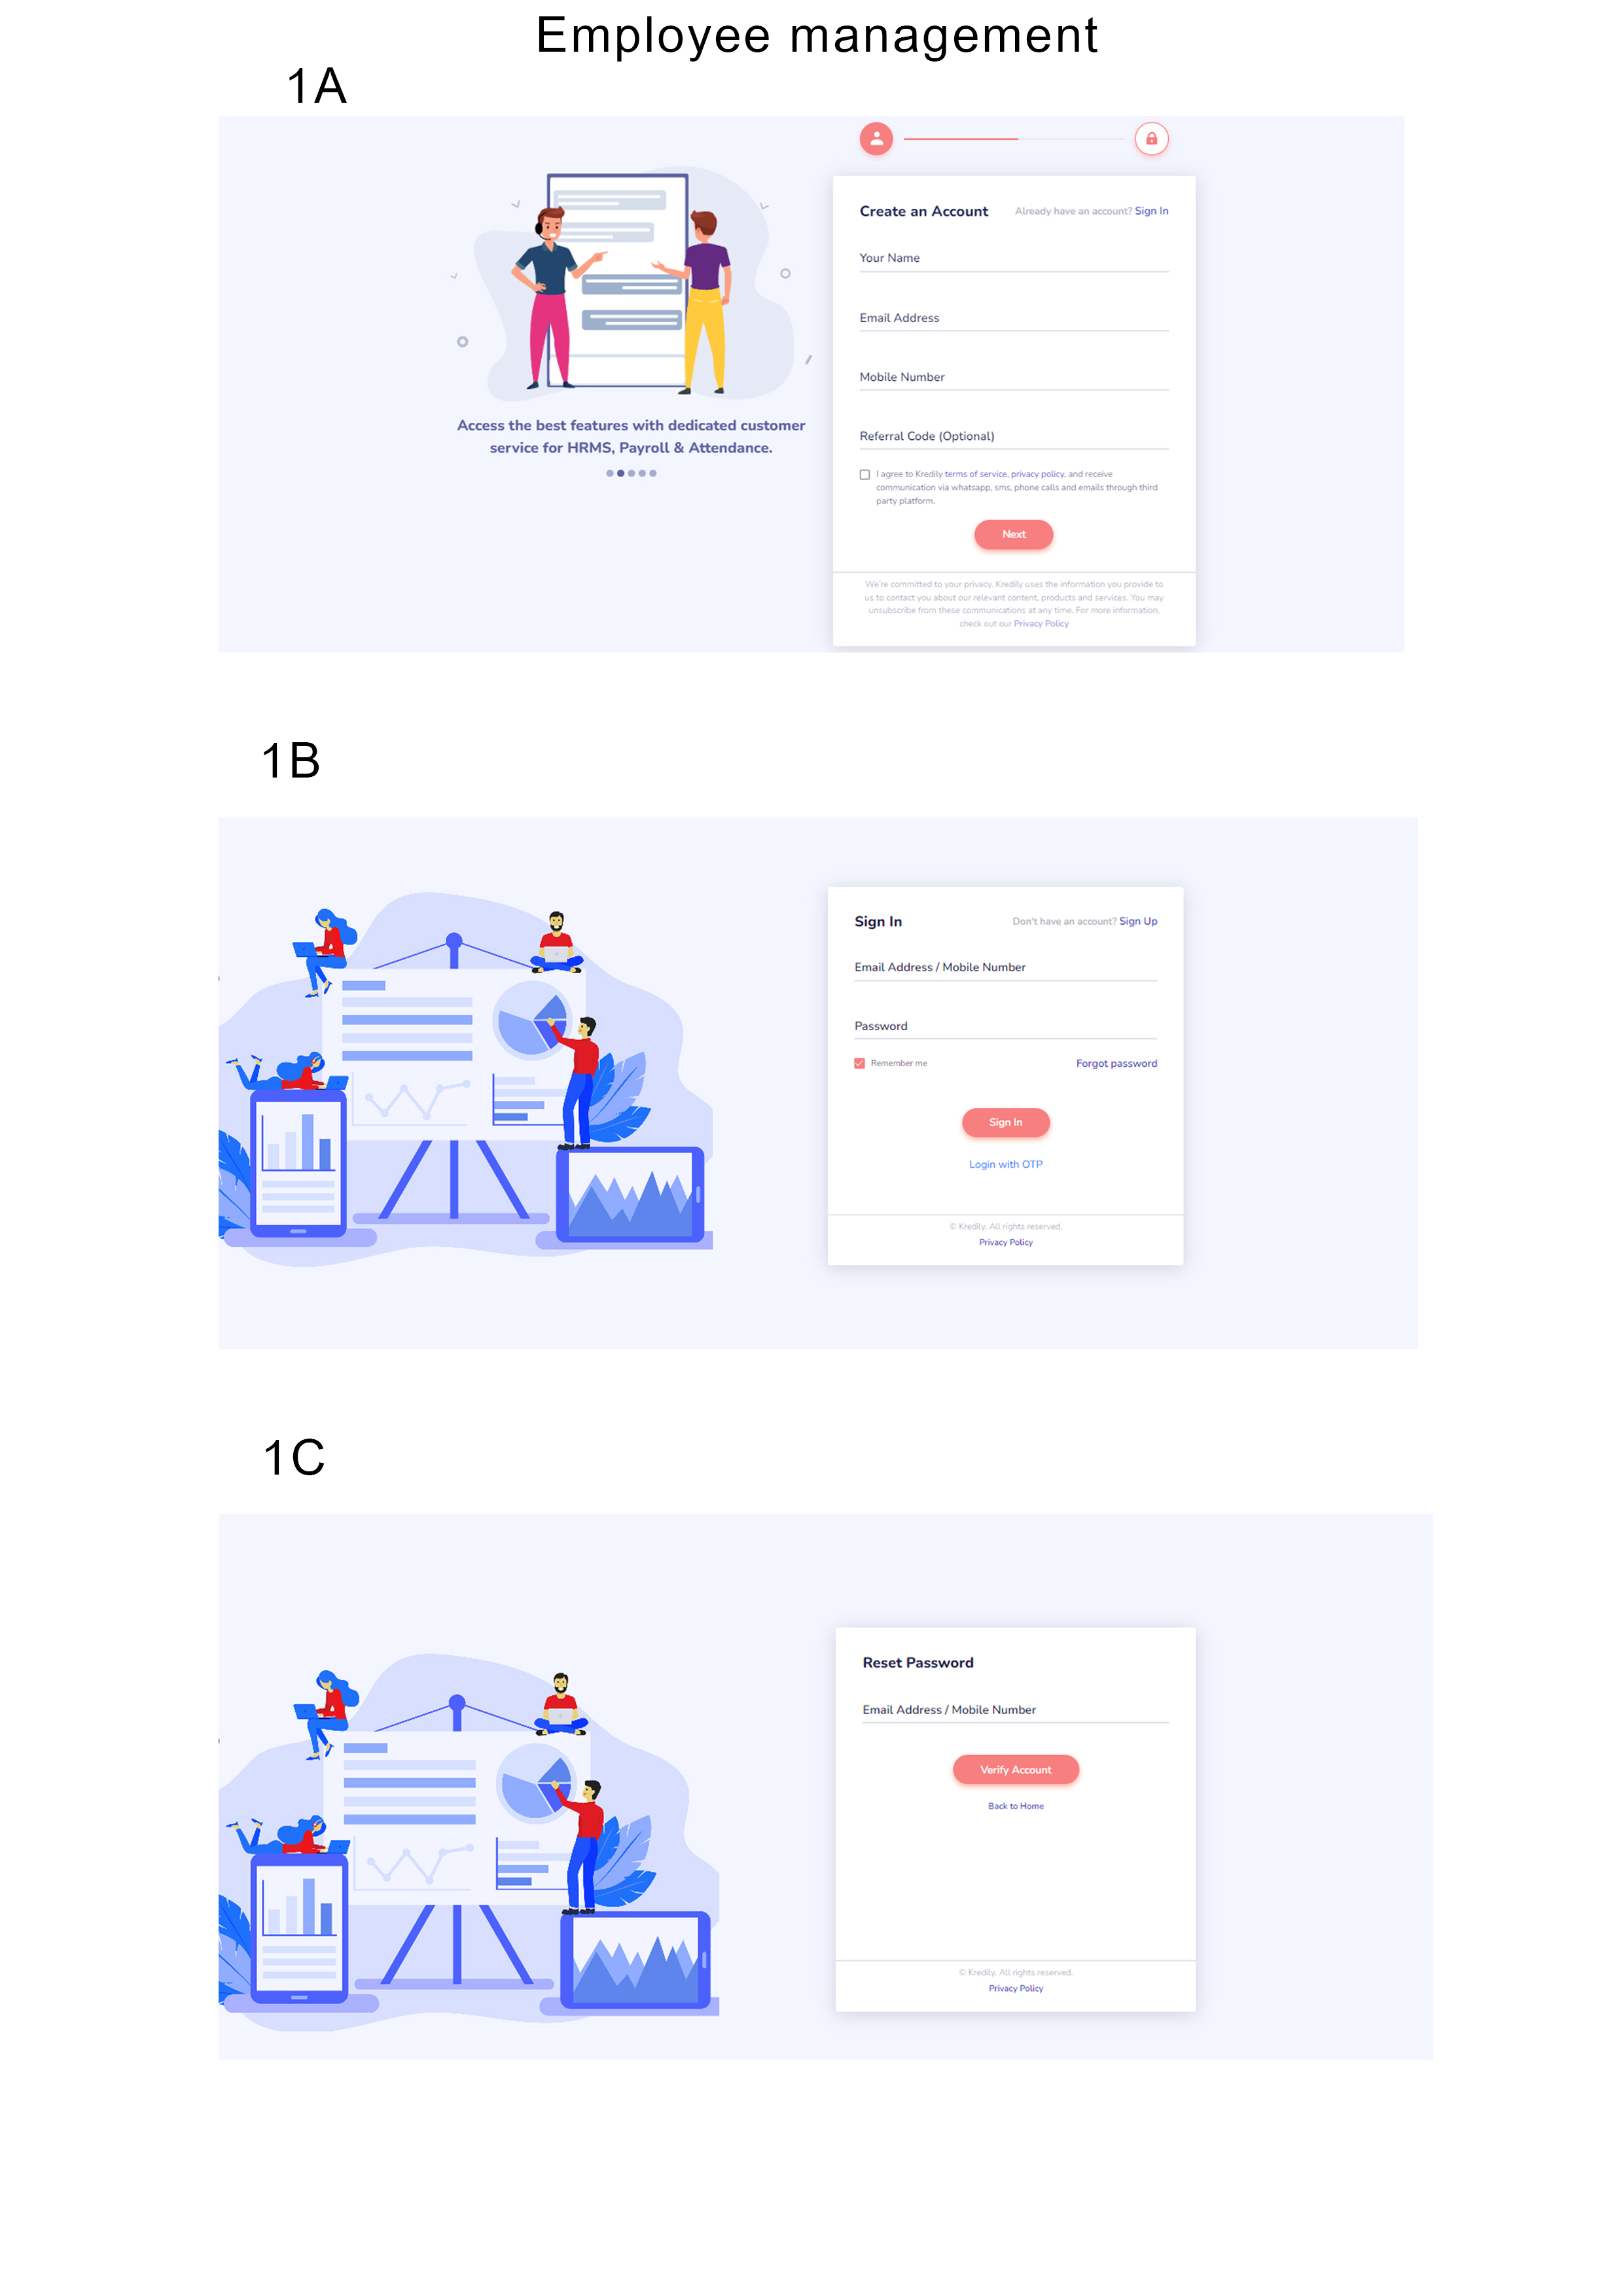 Employee management
1A
Create an Account
Already have an account? Sign In
Your Name
Email Address
Mobile Number
Referral Code (Optional)
I agree to Kredily terms of service, privacy policy, and receive
communication via whatsapp, sms, phone calls and emails through third
party platform.
Next
We're committed to your privacy. Kredily uses the information you provide to
us to contact you about our relevant content, products and services. You may
unsubscribe from these communications at any time. For more information,
check out our Privacy Policy
Access the best features with dedicated customer
service for HRMS, Payroll & Attendance.
1B
Sign In
Don't have an account? Sign Up
Email Address / Mobile Number
Password
Remember me
Forgot password
Sign In
Login with OTP
© Kredily. All rights reserved.
Privacy Policy
1C
Reset Password
Email Address / Mobile Number
Verify Account
Back to Home
© Kredily. All rights reserved.
Privacy Policy